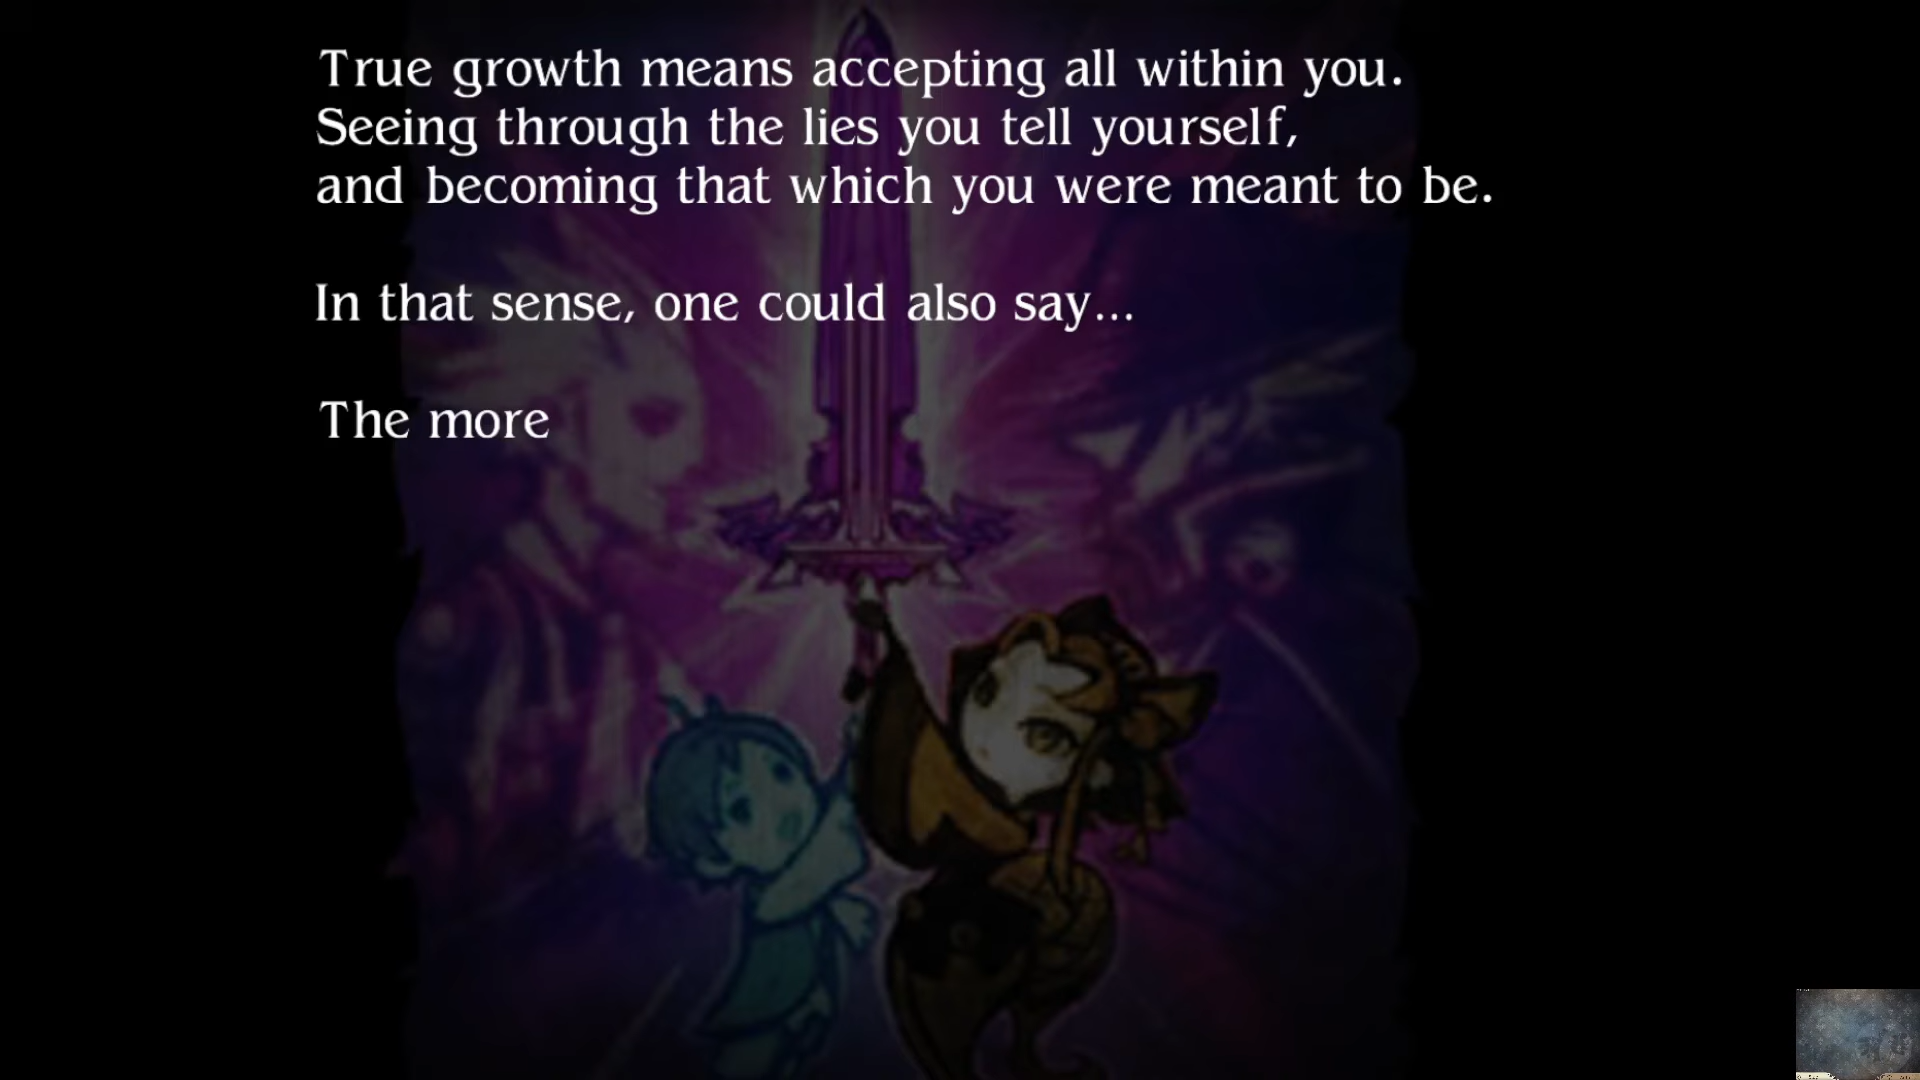 True growth means accepting all within you.
Seeing through the lies you tell yourself,
and becoming that which you were meant to be.
In that sense, one could also say...
The more